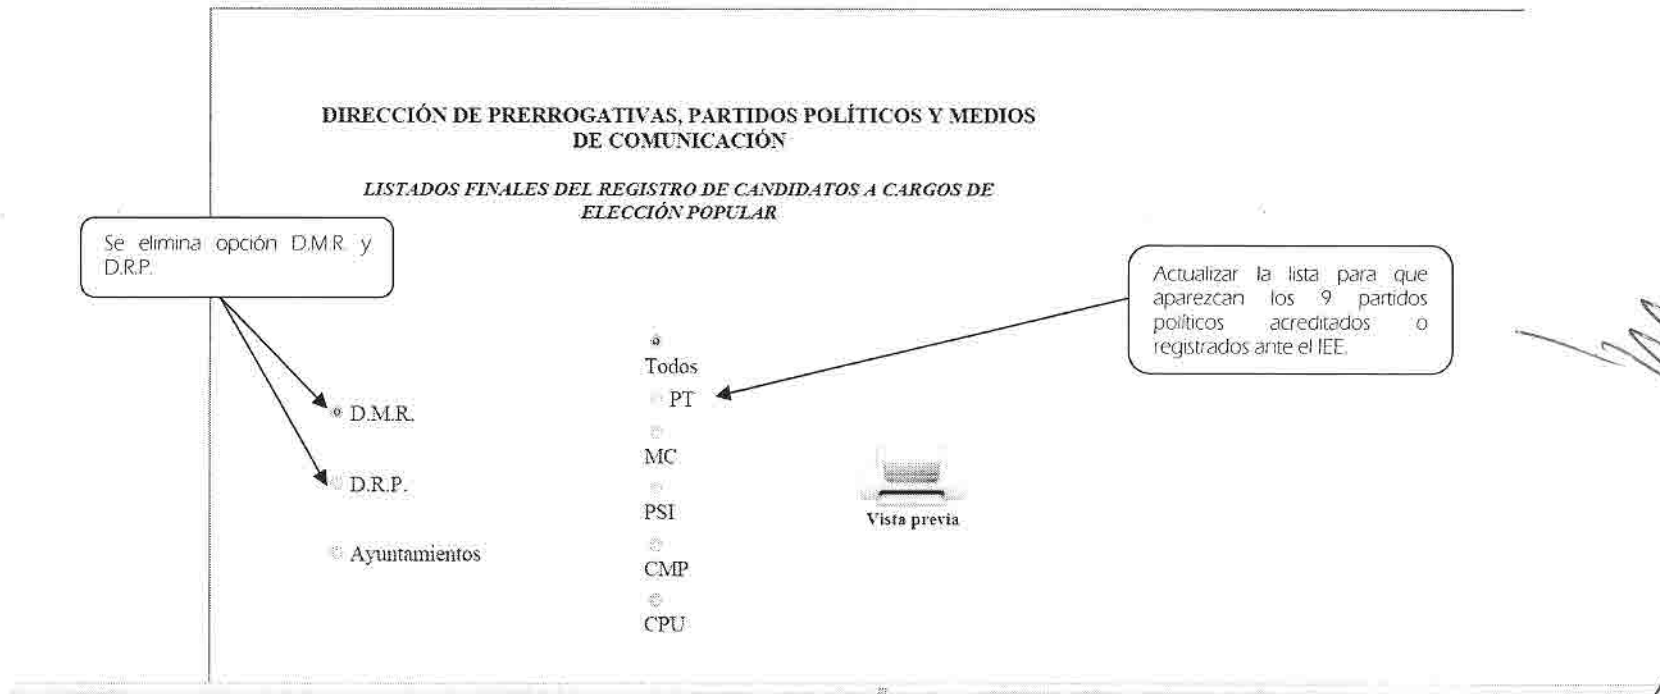 DIRECCIÓN DE PRERROGATIVAS, PARTIDOS POLÍTICOS Y MEDIOS
DE COMUNICACIÓN
LISTADOS FINALES DEL REGISTRO DE CANDIDATOS A CARGOS DE
ELECCIÓN POPULAR
Se elimina opción D.M.R. y
D.R.P.
Actualizar la lista para que
aparezcan los 9 partidos
políticos acreditados o
registrados ante el IEE.
D.M.R.
D.R.P.
Ayuntamientos
Todos
PT
MC
PSI
CMP
CPU
Vista previa